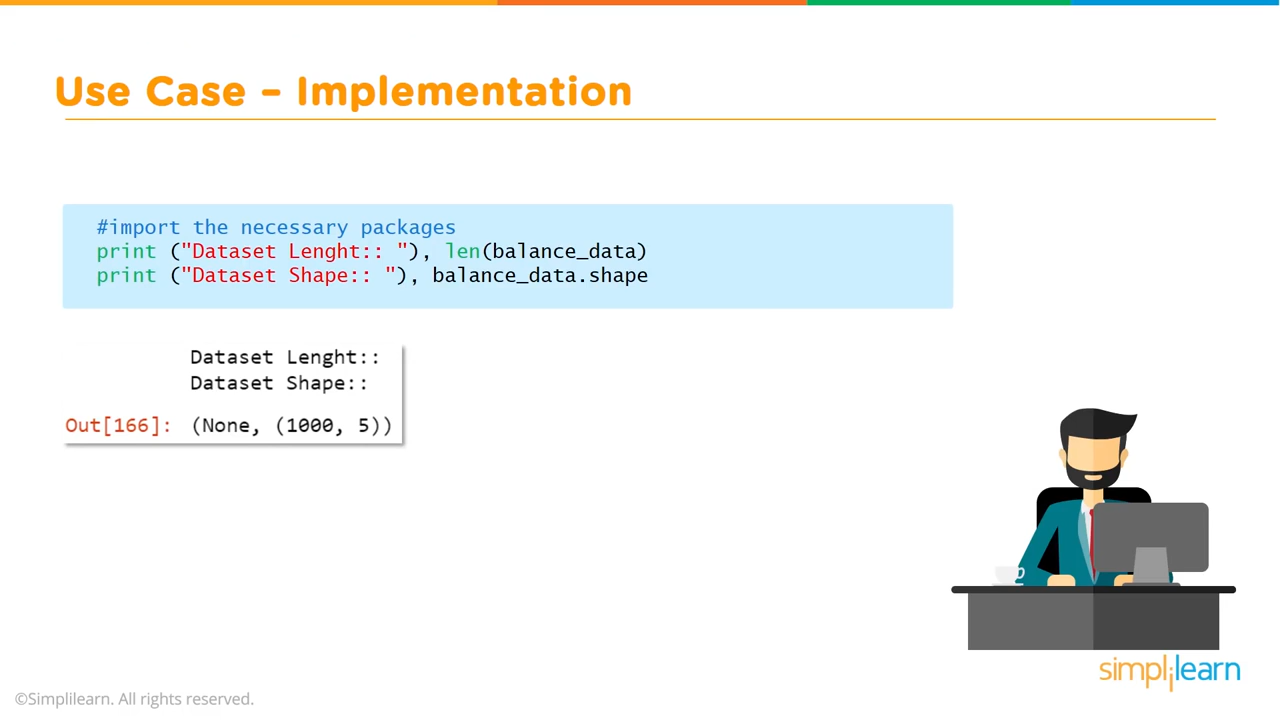 Use Case – Implementation
#import the necessary packages
print ("Dataset Lenght:: "), len(balance_data)
print ("Dataset Shape:: "), balance_data.shape
Dataset Lenght::
Dataset Shape::
Out[166]: (None, (1000, 5))
simplilearn
©Simplilearn. All rights reserved.